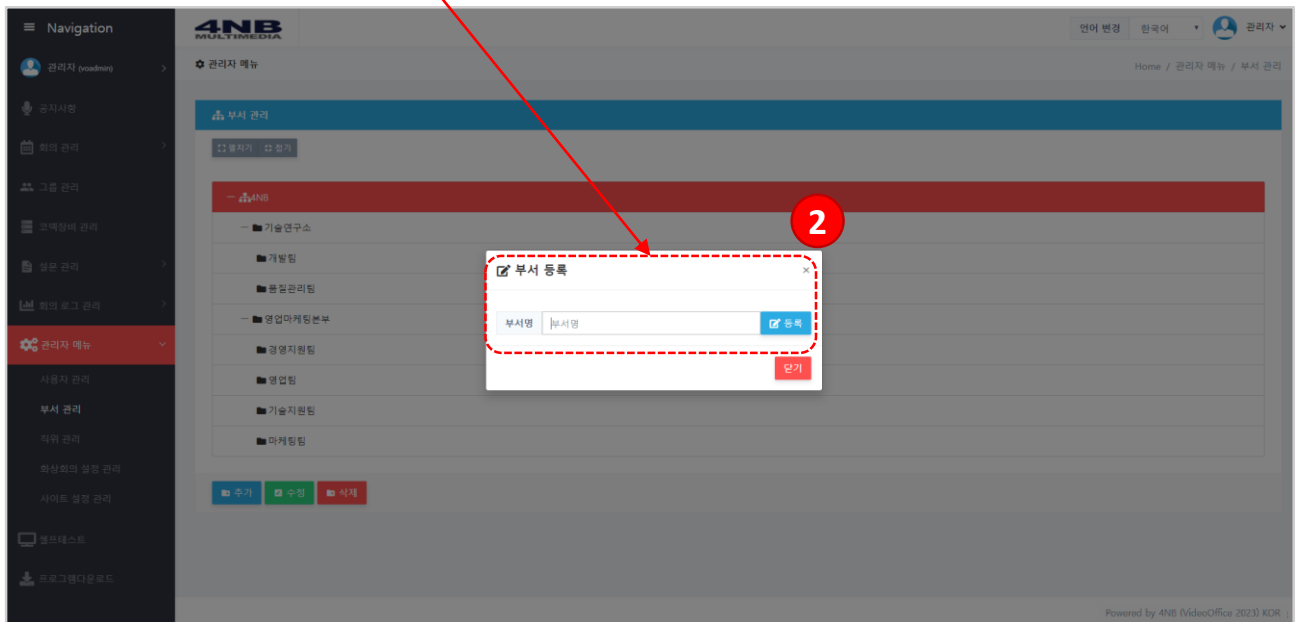 Navigation
4NB
MULTIMEDIA
언어 변경 한국어 관리자
관리자 (voadmin)
관리자 메뉴
Home / 관리자 메뉴 / 부서 관리
공지사항
회의 관리
그룹 관리
코덱장비 관리
설문 관리
회의 로그 관리
관리자 메뉴
사용자 관리
부서 관리
직위 관리
화상회의 설정 관리
사이트 설정 관리
셀프테스트
프로그램다운로드
부서 관리
펼치기 접기
4NB
기술연구소
개발팀
품질관리팀
영업마케팅본부
경영지원팀
영업팀
기술지원팀
마케팅팀
추가 수정 삭제
2
부서 등록 ×
부서명 부서명 등록
닫기
Powered by 4NB (VideoOffice 2023) KOR